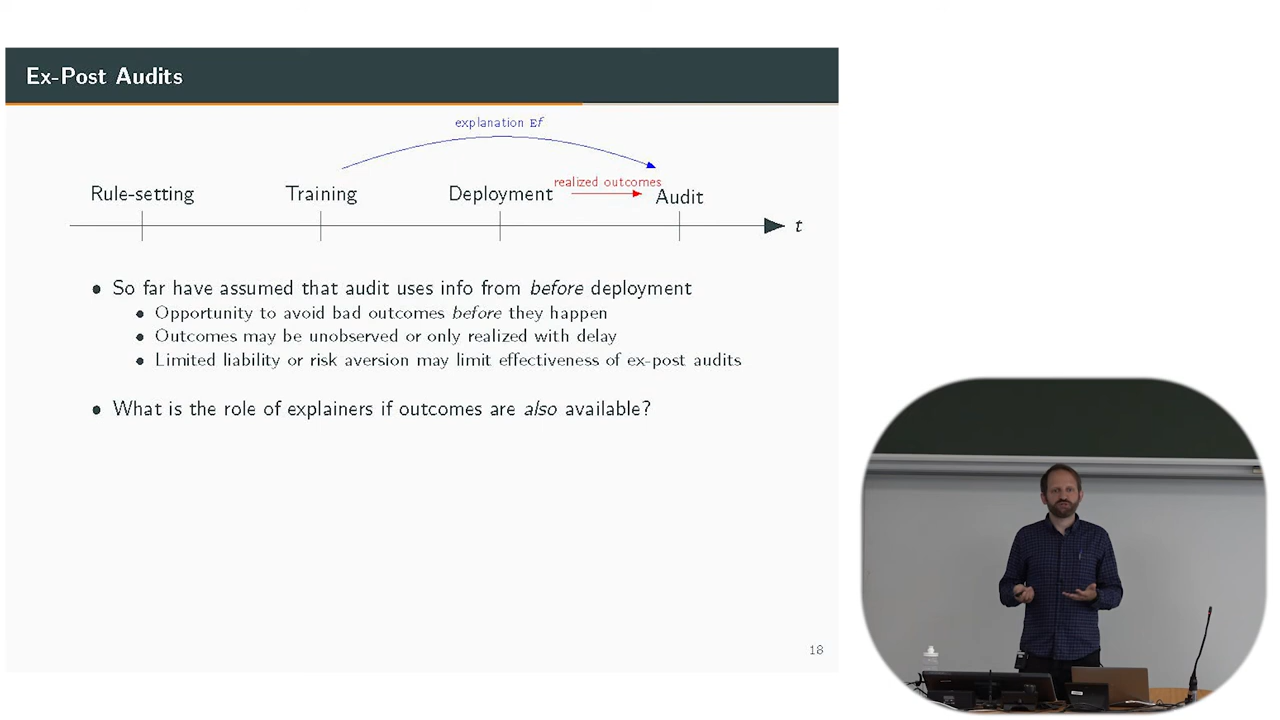 Ex-Post Audits
explanation Ef
realized outcomes
Rule-setting Training Deployment Audit
t
• So far have assumed that audit uses info from before deployment
• Opportunity to avoid bad outcomes before they happen
• Outcomes may be unobserved or only realized with delay
• Limited liability or risk aversion may limit effectiveness of ex-post audits
• What is the role of explainers if outcomes are also available?
18